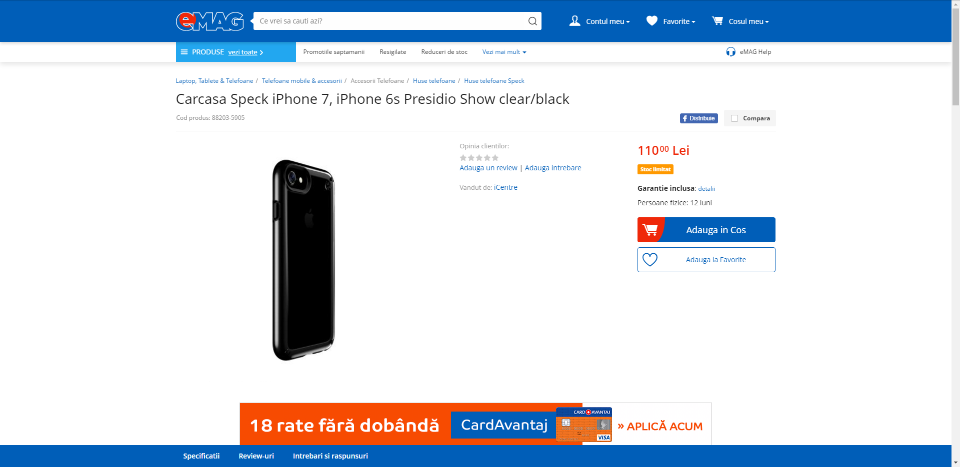 eMAG
Ce vrei sa cauti azi?
Contul meu
Favorite
Cosul meu
PRODUSE vezi toate
Promotiile saptamanii
Resigilate
Reduceri de stoc
Vezi mai mult
eMAG Help
Laptop, Tablete & Telefoane / Telefoane mobile & accesorii / Accesorii Telefoane / Huse telefoane / Huse telefoane Speck
Carcasa Speck iPhone 7, iPhone 6s Presidio Show clear/black
Cod produs: 88203-5905
Distribuie
Compara
Opinia clientilor:
Adauga un review | Adauga intrebare
Vandut de: iCentre
110⁰⁰ Lei
Stoc limitat
Garantie inclusa: detalii
Persoane fizice: 12 luni
Adauga in Cos
Adauga la Favorite
18 rate fără dobândă
CardAvantaj
CARD AVANTAJ
VISA
» APLICĂ ACUM
Specificatii
Review-uri
Intrebari si raspunsuri